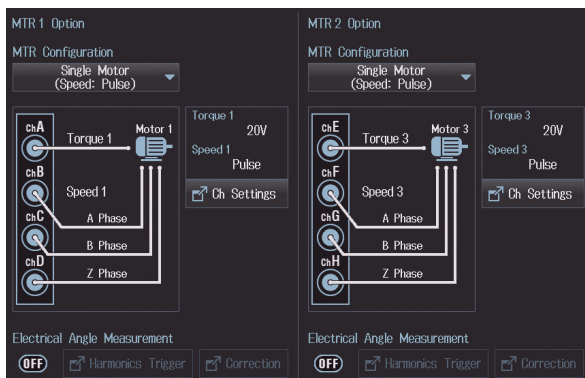 MTR 1 Option
MTR Configuration
Single Motor
(Speed: Pulse)
chA
Torque 1
Motor 1
chB
Speed 1
chC
A Phase
B Phase
chD
Z Phase
Torque 1
20V
Speed 1
Pulse
Ch Settings
Electrical Angle Measurement
OFF
Harmonics Trigger
Correction
MTR 2 Option
MTR Configuration
Single Motor
(Speed: Pulse)
chE
Torque 3
Motor 3
chF
Speed 3
chG
A Phase
B Phase
chH
Z Phase
Torque 3
20V
Speed 3
Pulse
Ch Settings
Electrical Angle Measurement
OFF
Harmonics Trigger
Correction